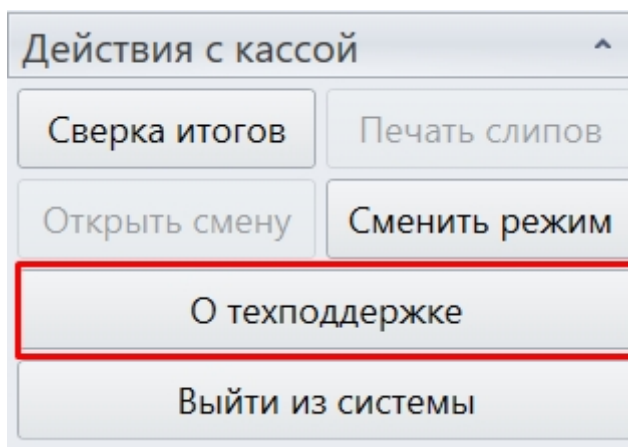 Действия с кассой
Сверка итогов Печать слипов
Открыть смену Сменить режим
О техподдержке
Выйти из системы